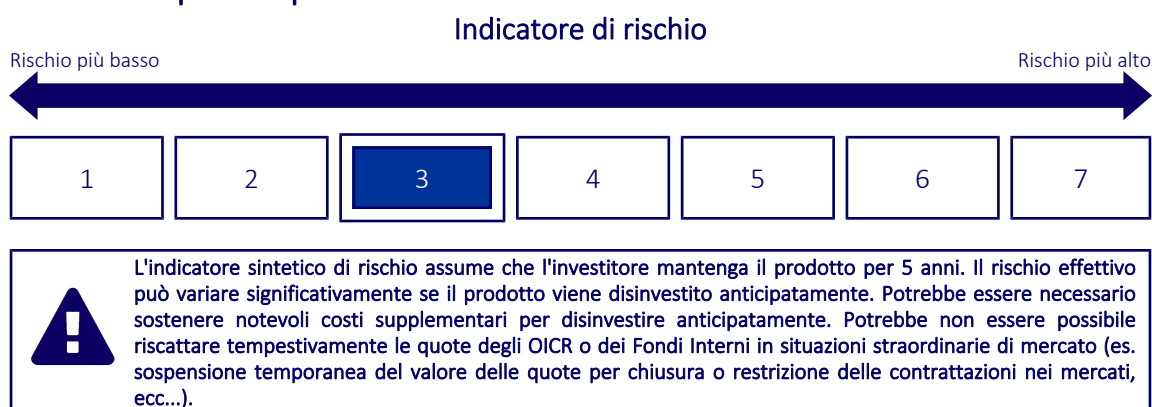 Indicatore di rischio
Rischio più basso
Rischio più alto
1
2
3
4
5
6
7
L'indicatore sintetico di rischio assume che l'investitore mantenga il prodotto per 5 anni. Il rischio effettivo
può variare significativamente se il prodotto viene disinvestito anticipatamente. Potrebbe essere necessario
sostenere notevoli costi supplementari per disinvestire anticipatamente. Potrebbe non essere possibile
riscattare tempestivamente le quote degli OICR o dei Fondi Interni in situazioni straordinarie di mercato (es.
sospensione temporanea del valore delle quote per chiusura o restrizione delle contrattazioni nei mercati,
ecc...).